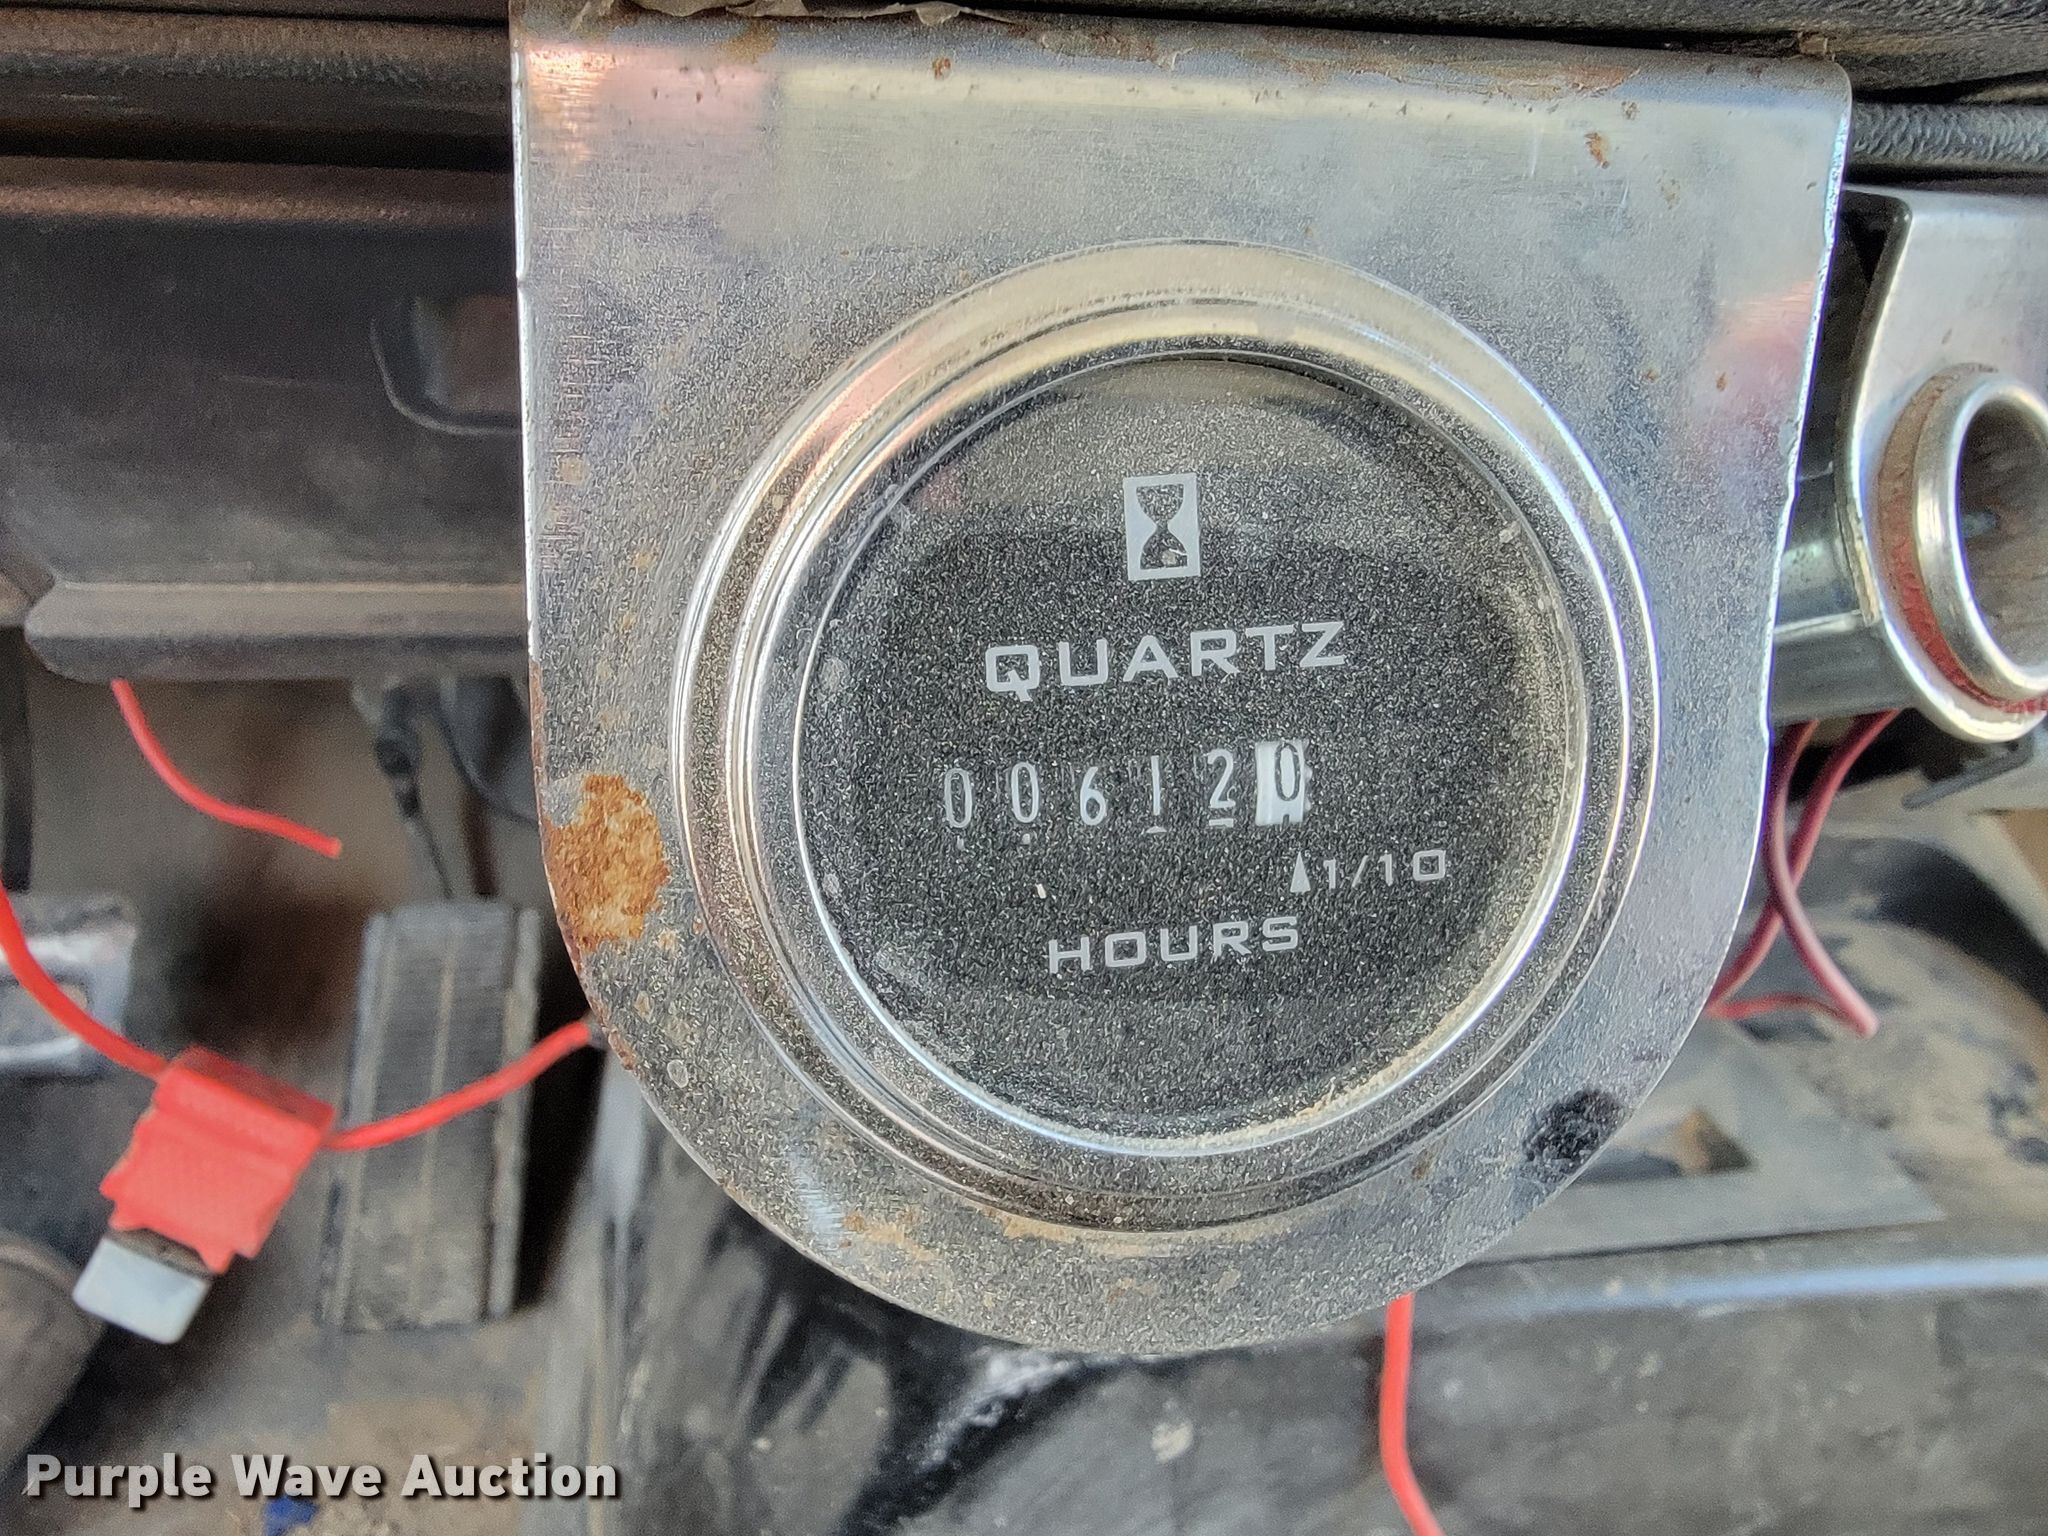 QUARTZ
006120
1/10
HOURS
Purple Wave Auction